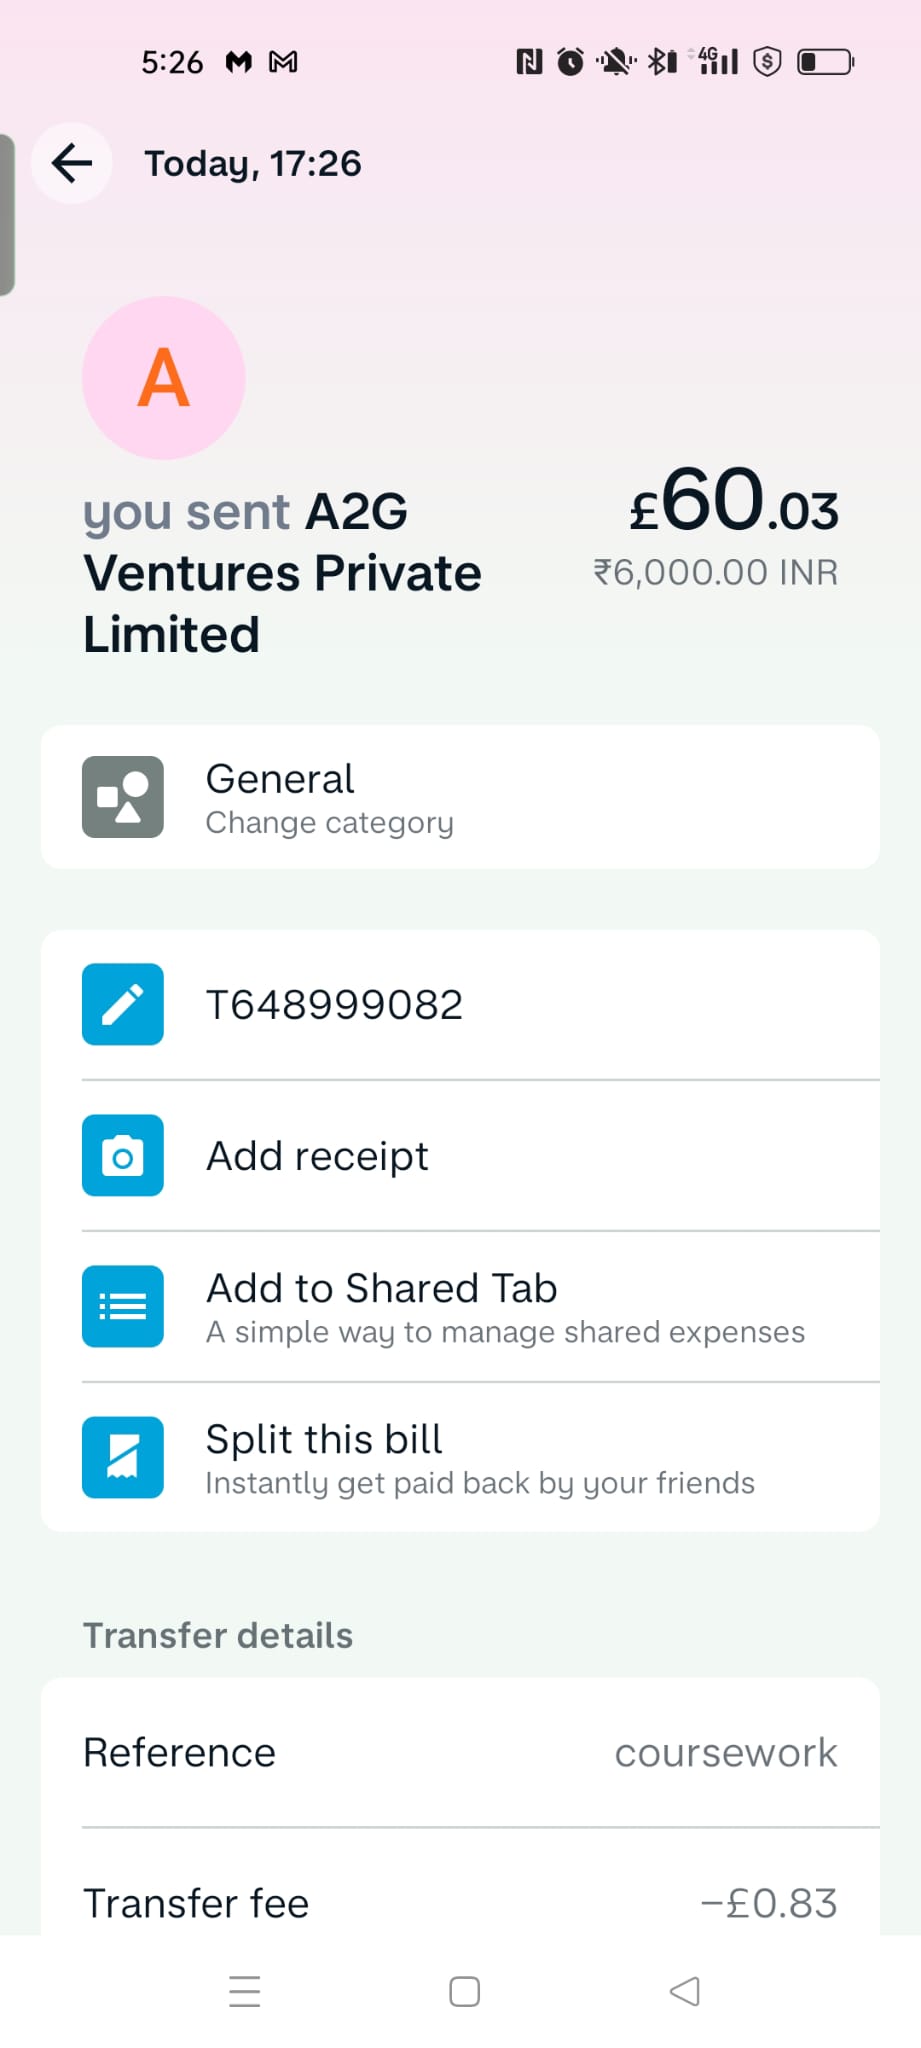 5:26
4G
Today, 17:26
A
you sent A2G
Ventures Private
Limited
£60.03
₹6,000.00 INR
General
Change category
T648999082
Add receipt
Add to Shared Tab
A simple way to manage shared expenses
Split this bill
Instantly get paid back by your friends
Transfer details
Reference
coursework
Transfer fee
−£0.83